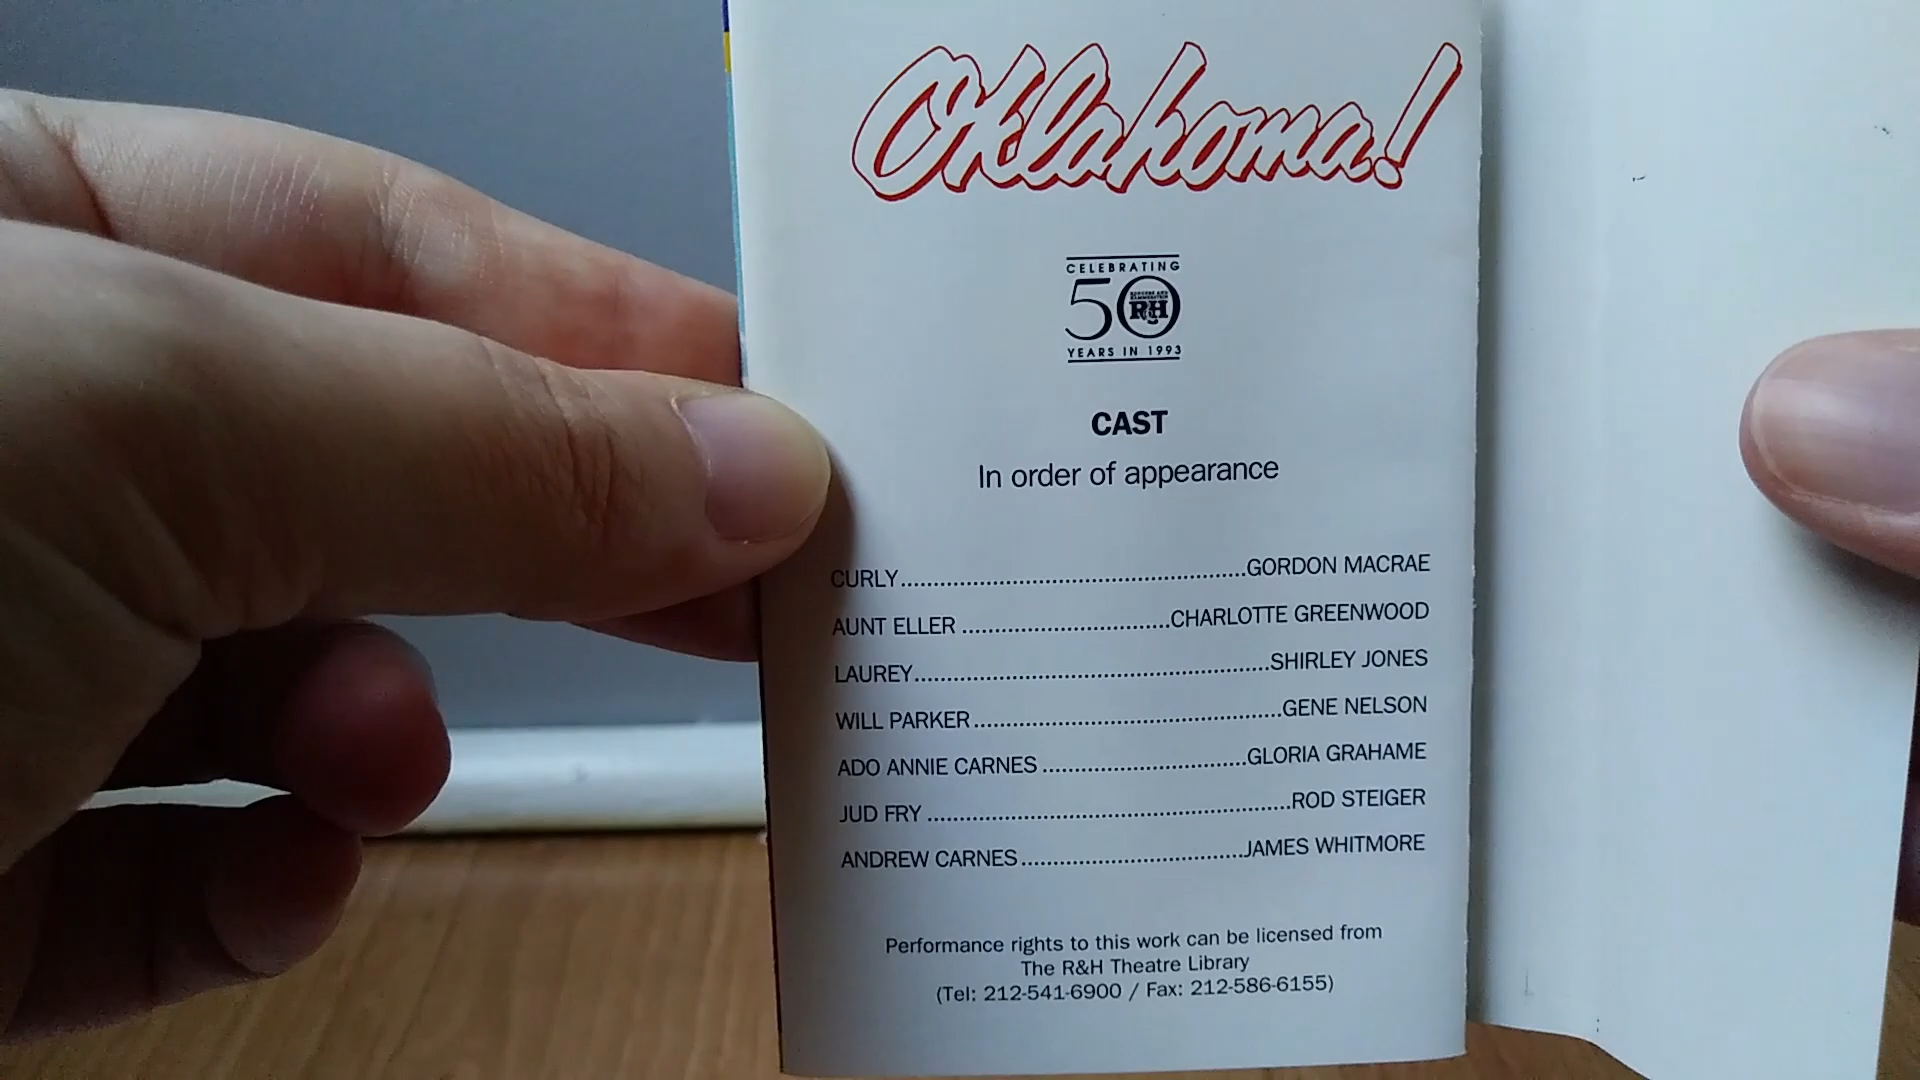 Oklahoma!
CELEBRATING
50
RODGERS AND
HAMMERSTEIN
R&H
YEARS IN 1993
CAST
In order of appearance
CURLY..................................................GORDON MACRAE
AUNT ELLER ..............................CHARLOTTE GREENWOOD
LAUREY...................................................SHIRLEY JONES
WILL PARKER............................................GENE NELSON
ADO ANNIE CARNES.............................GLORIA GRAHAME
JUD FRY ....................................................ROD STEIGER
ANDREW CARNES................................JAMES WHITMORE
Performance rights to this work can be licensed from
The R&H Theatre Library
(Tel: 212-541-6900 / Fax: 212-586-6155)